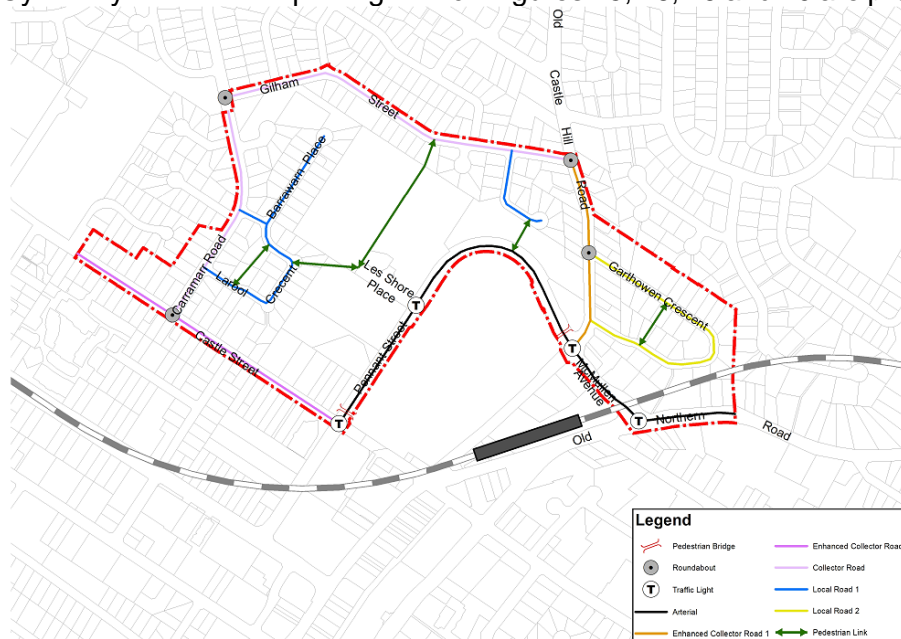 Old
Castle
Hill
Road
Gilham
Street
Barrawarn Place
Carramarr Road
Larool
Crecent
Les Shore
Place
Garthowen Crescent
Castle Street
Pennant Street
McMullen
Avenue
Old
Northern
Road
T
T
T
T
Legend
Pedestrian Bridge
Enhanced Collector Road
Roundabout
Collector Road
T
Traffic Light
Local Road 1
Arterial
Local Road 2
Enhanced Collector Road 1
Pedestrian Link